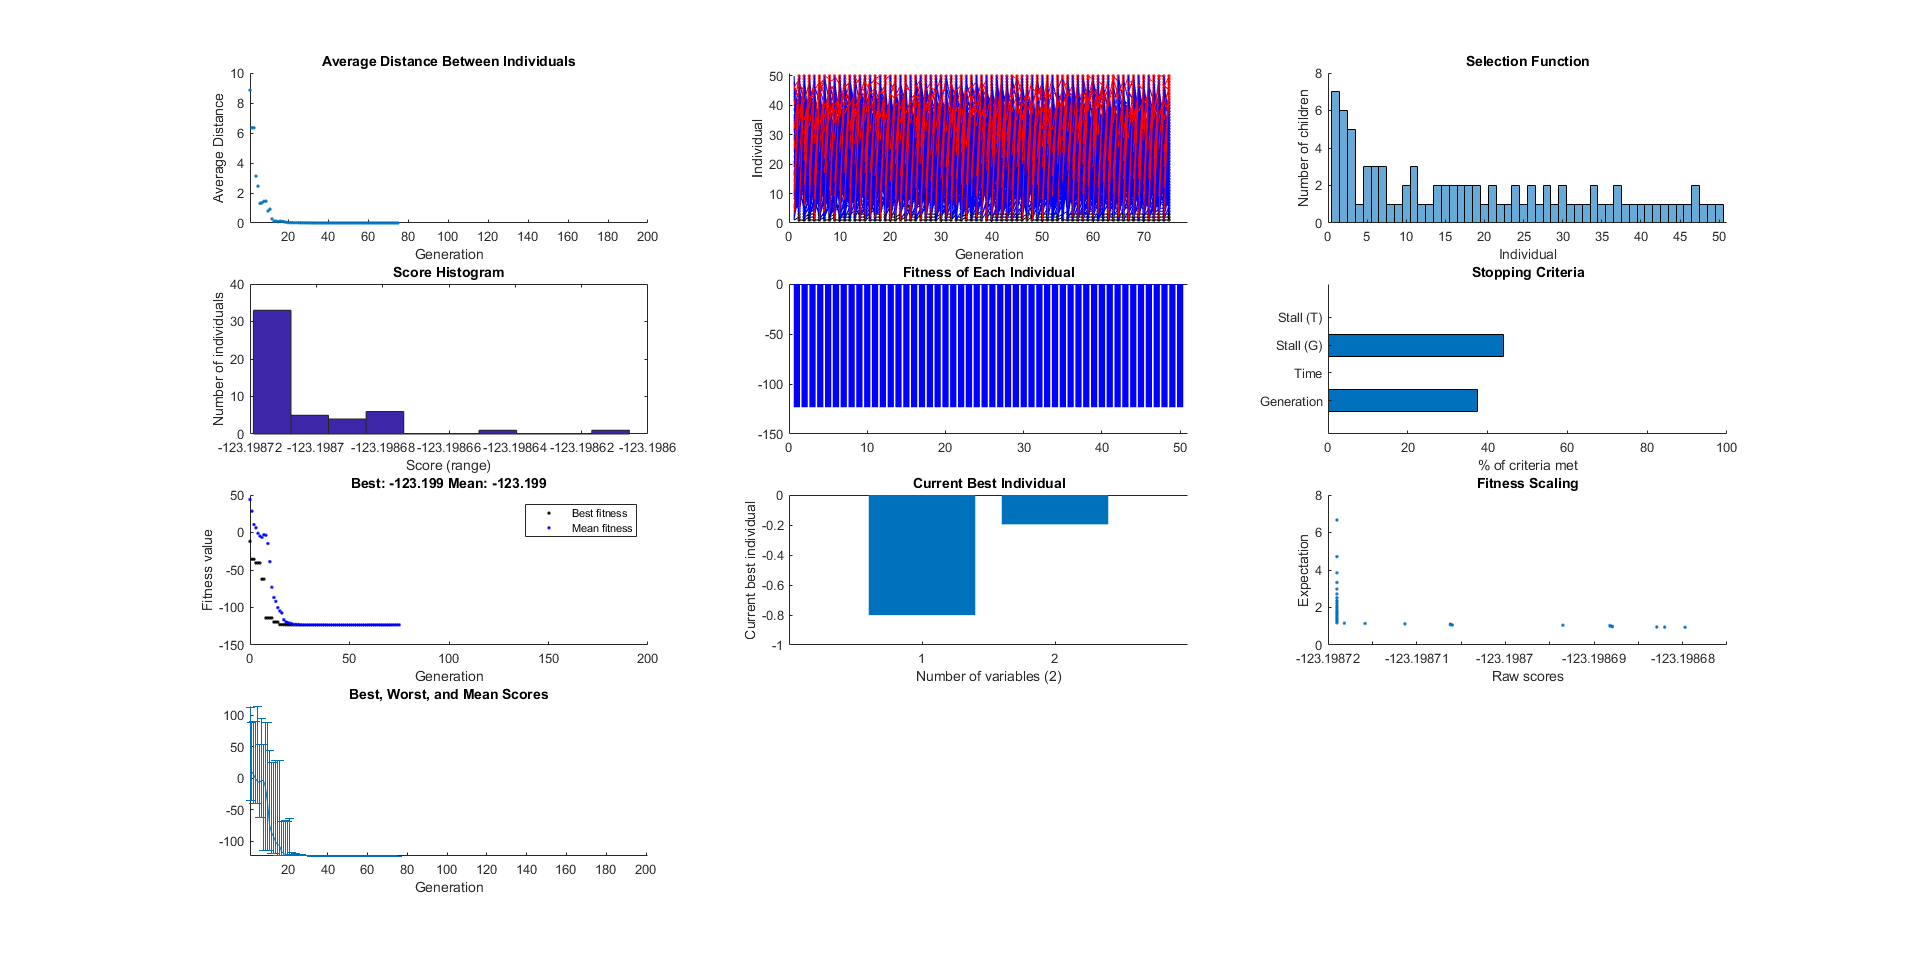 Average Distance Between Individuals
10
8
6
4
2
0
Average Distance
20 40 60 80 100 120 140 160 180 200
Generation
50
40
30
20
10
0
Individual
0 10 20 30 40 50 60 70
Generation
Selection Function
8
6
4
2
0
Number of children
0 5 10 15 20 25 30 35 40 45 50
Individual
Score Histogram
40
30
20
10
0
Number of individuals
-123.19872 -123.1987 -123.19868 -123.19866 -123.19864 -123.19862 -123.1986
Score (range)
Fitness of Each Individual
0
-50
-100
-150
0 10 20 30 40 50
Stopping Criteria
Stall (T)
Stall (G)
Time
Generation
0 20 40 60 80 100
% of criteria met
Best: -123.199 Mean: -123.199
50
0
-50
-100
-150
Fitness value
Best fitness
Mean fitness
0 50 100 150 200
Generation
Current Best Individual
0
-0.2
-0.4
-0.6
-0.8
-1
Current best individual
1 2
Number of variables (2)
Fitness Scaling
8
6
4
2
0
Expectation
-123.19872 -123.19871 -123.1987 -123.19869 -123.19868
Raw scores
Best, Worst, and Mean Scores
100
50
0
-50
-100
20 40 60 80 100 120 140 160 180 200
Generation